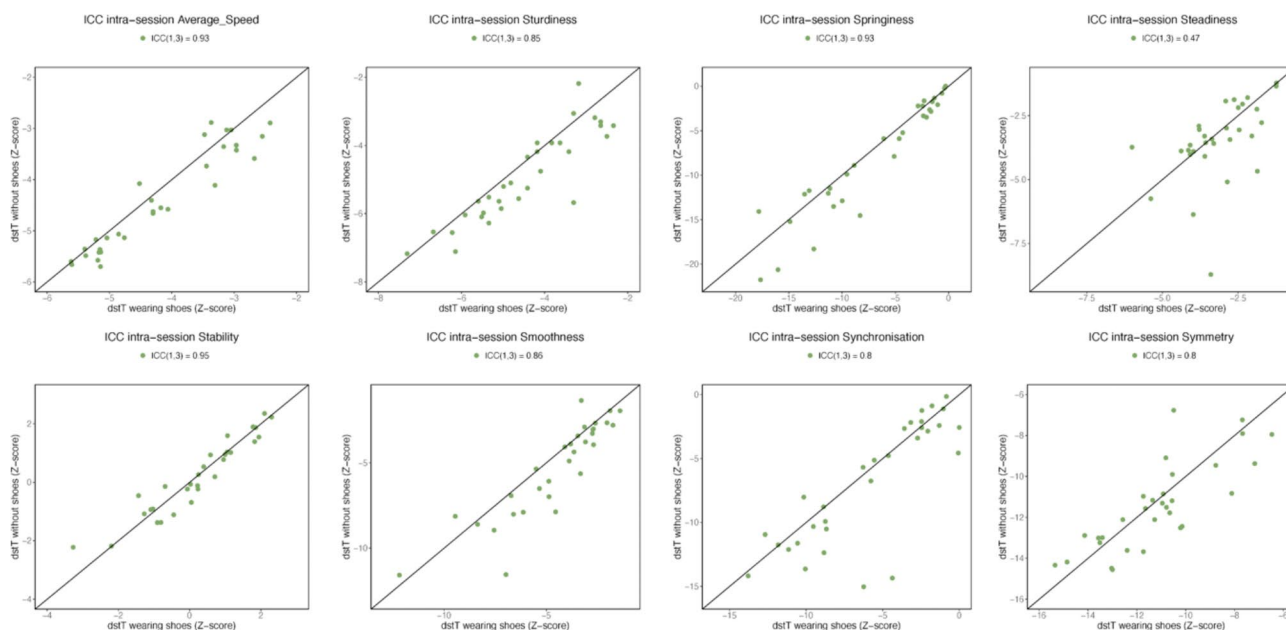 ICC intra-session Average_Speed
ICC(1,3) = 0.93
−2
−3
−4
−5
−6
dstT without shoes (Z-score)
−6 −5 −4 −3 −2
dstT wearing shoes (Z-score)
ICC intra-session Sturdiness
ICC(1,3) = 0.85
−2
−4
−6
−8
dstT without shoes (Z-score)
−8 −6 −4 −2
dstT wearing shoes (Z-score)
ICC intra-session Springiness
ICC(1,3) = 0.93
0
−5
−10
−15
−20
dstT without shoes (Z-score)
−20 −15 −10 −5 0
dstT wearing shoes (Z-score)
ICC intra-session Steadiness
ICC(1,3) = 0.47
−2.5
−5.0
−7.5
dstT without shoes (Z-score)
−7.5 −5.0 −2.5
dstT wearing shoes (Z-score)
ICC intra-session Stability
ICC(1,3) = 0.95
2
0
−2
−4
dstT without shoes (Z-score)
−4 −2 0 2
dstT wearing shoes (Z-score)
ICC intra-session Smoothness
ICC(1,3) = 0.86
−5
−10
dstT without shoes (Z-score)
−10 −5
dstT wearing shoes (Z-score)
ICC intra-session Synchronisation
ICC(1,3) = 0.8
0
−5
−10
−15
dstT without shoes (Z-score)
−15 −10 −5 0
dstT wearing shoes (Z-score)
ICC intra-session Symmetry
ICC(1,3) = 0.8
−6
−8
−10
−12
−14
−16
dstT without shoes (Z-score)
−16 −14 −12 −10 −8 −6
dstT wearing shoes (Z-score)